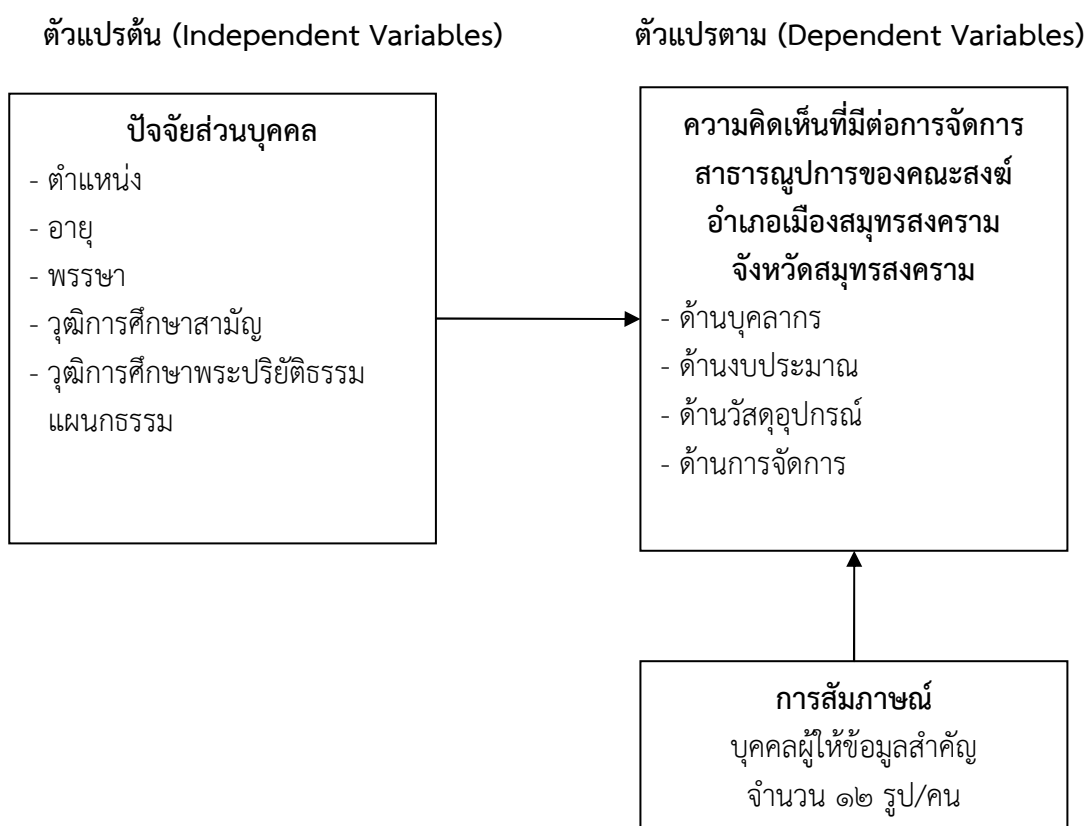 ตัวแปรต้น (Independent Variables)
ตัวแปรตาม (Dependent Variables)
ปัจจัยส่วนบุคคล
- ตำแหน่ง
- อายุ
- พรรษา
- วุฒิการศึกษาสามัญ
- วุฒิการศึกษาพระปริยัติธรรม
แผนกธรรม
ความคิดเห็นที่มีต่อการจัดการ
สาธารณูปการของคณะสงฆ์
อำเภอเมืองสมุทรสงคราม
จังหวัดสมุทรสงคราม
- ด้านบุคลากร
- ด้านงบประมาณ
- ด้านวัสดุอุปกรณ์
- ด้านการจัดการ
การสัมภาษณ์
บุคคลผู้ให้ข้อมูลสำคัญ
จำนวน ๑๒ รูป/คน